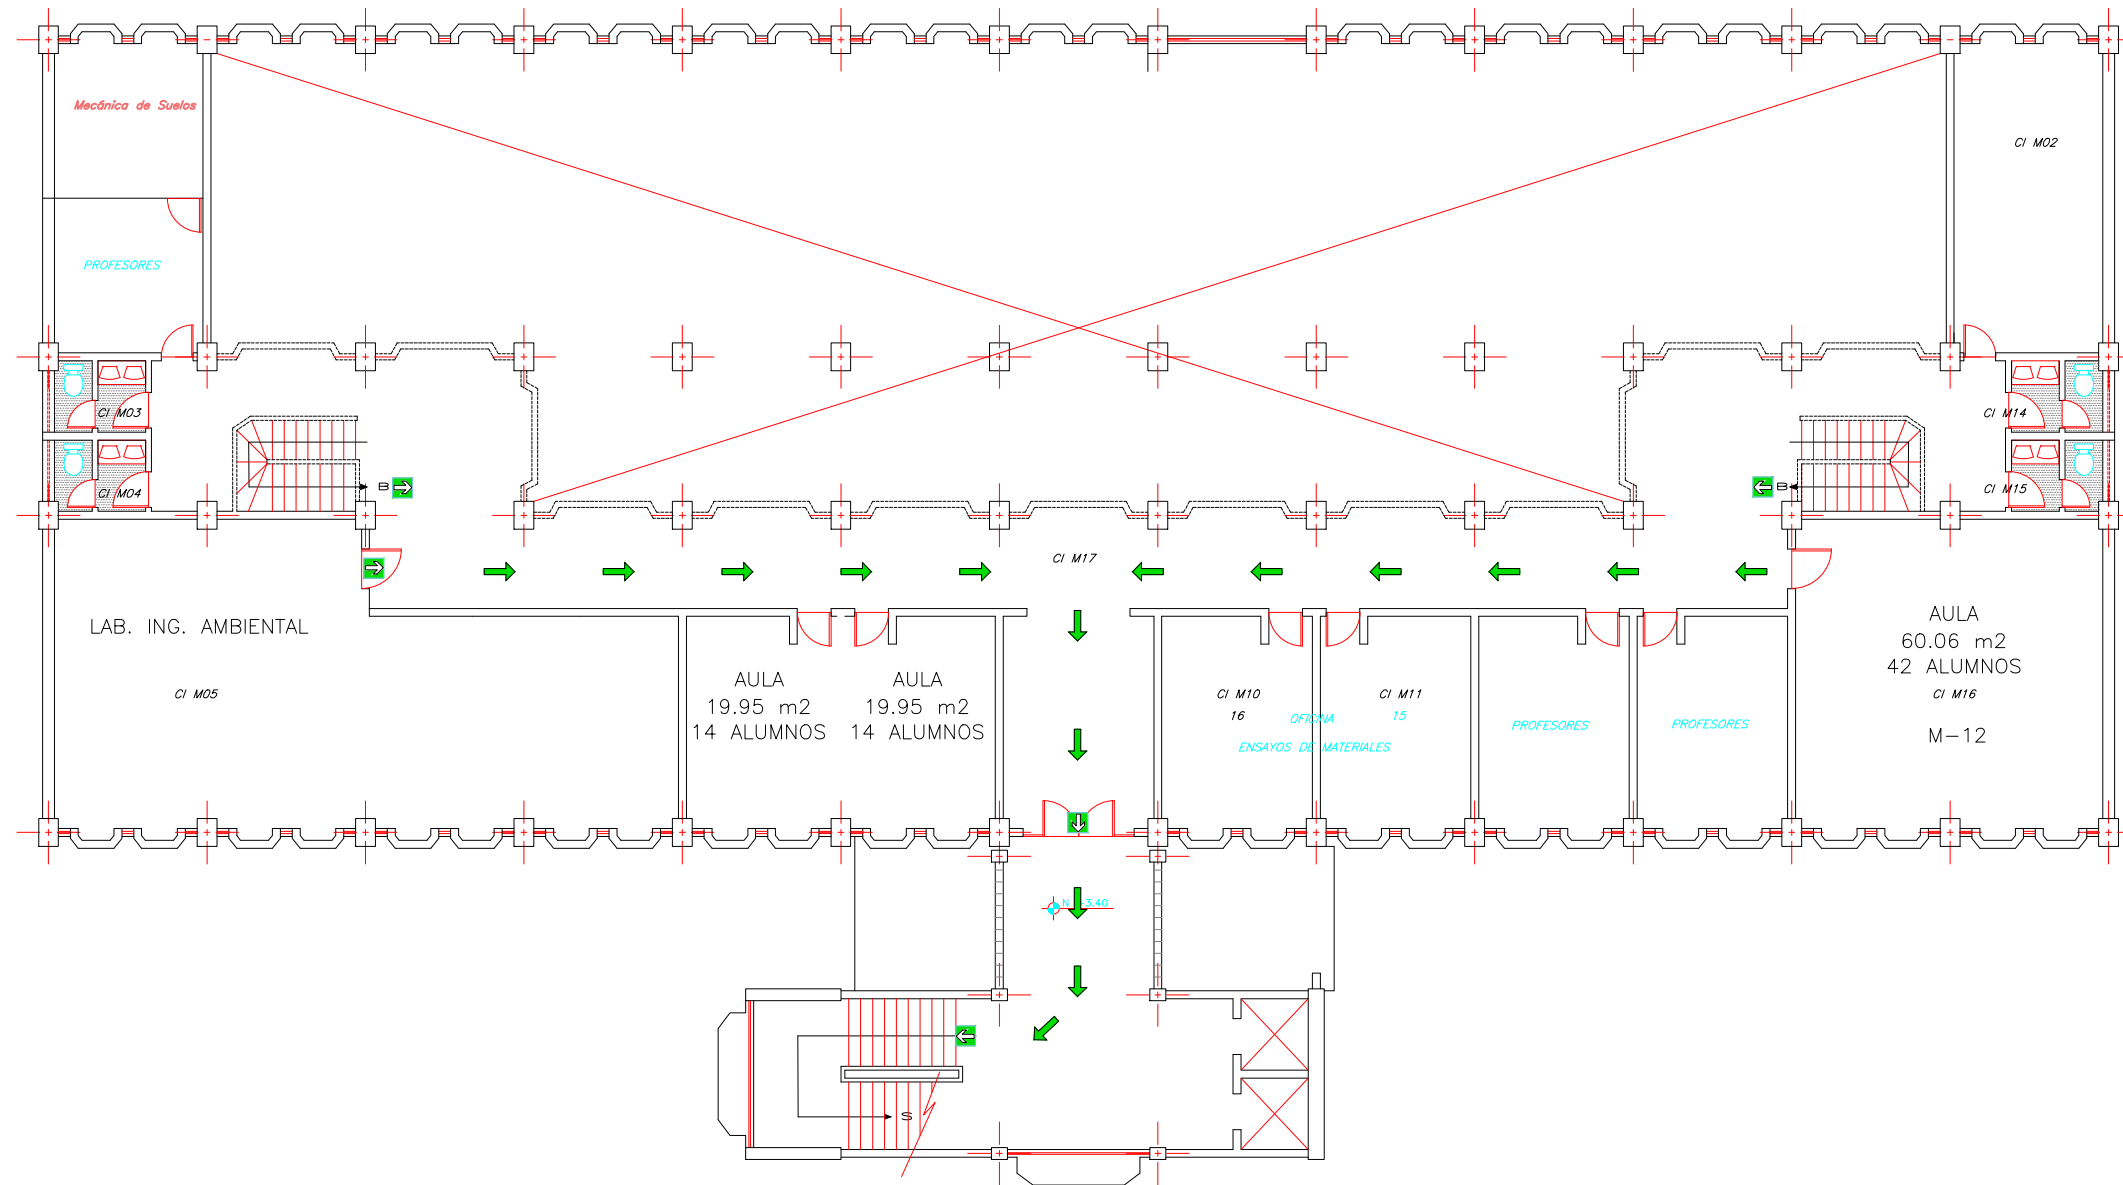 Mecánica de Suelos
CI M02
PROFESORES
CI M03
CI M04
B
CI M14
B
CI M15
CI M17
LAB. ING. AMBIENTAL
CI M05
AULA
19.95 m2
14 ALUMNOS
AULA
19.95 m2
14 ALUMNOS
CI M10
16
OFICINA
ENSAYOS DE MATERIALES
CI M11
15
PROFESORES
PROFESORES
AULA
60.06 m2
42 ALUMNOS
CI M16
M-12
N -3.40
S